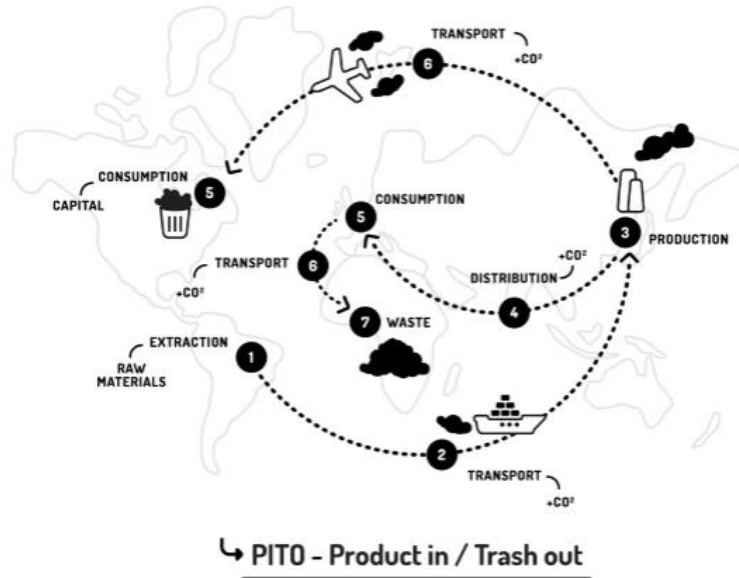 TRANSPORT
+CO²
6
CONSUMPTION
5
CAPITAL
5
CONSUMPTION
3
PRODUCTION
TRANSPORT
6
+CO²
+CO²
DISTRIBUTION
4
7
WASTE
EXTRACTION
1
RAW
MATERIALS
2
TRANSPORT
+CO²
PITO - Product in / Trash out